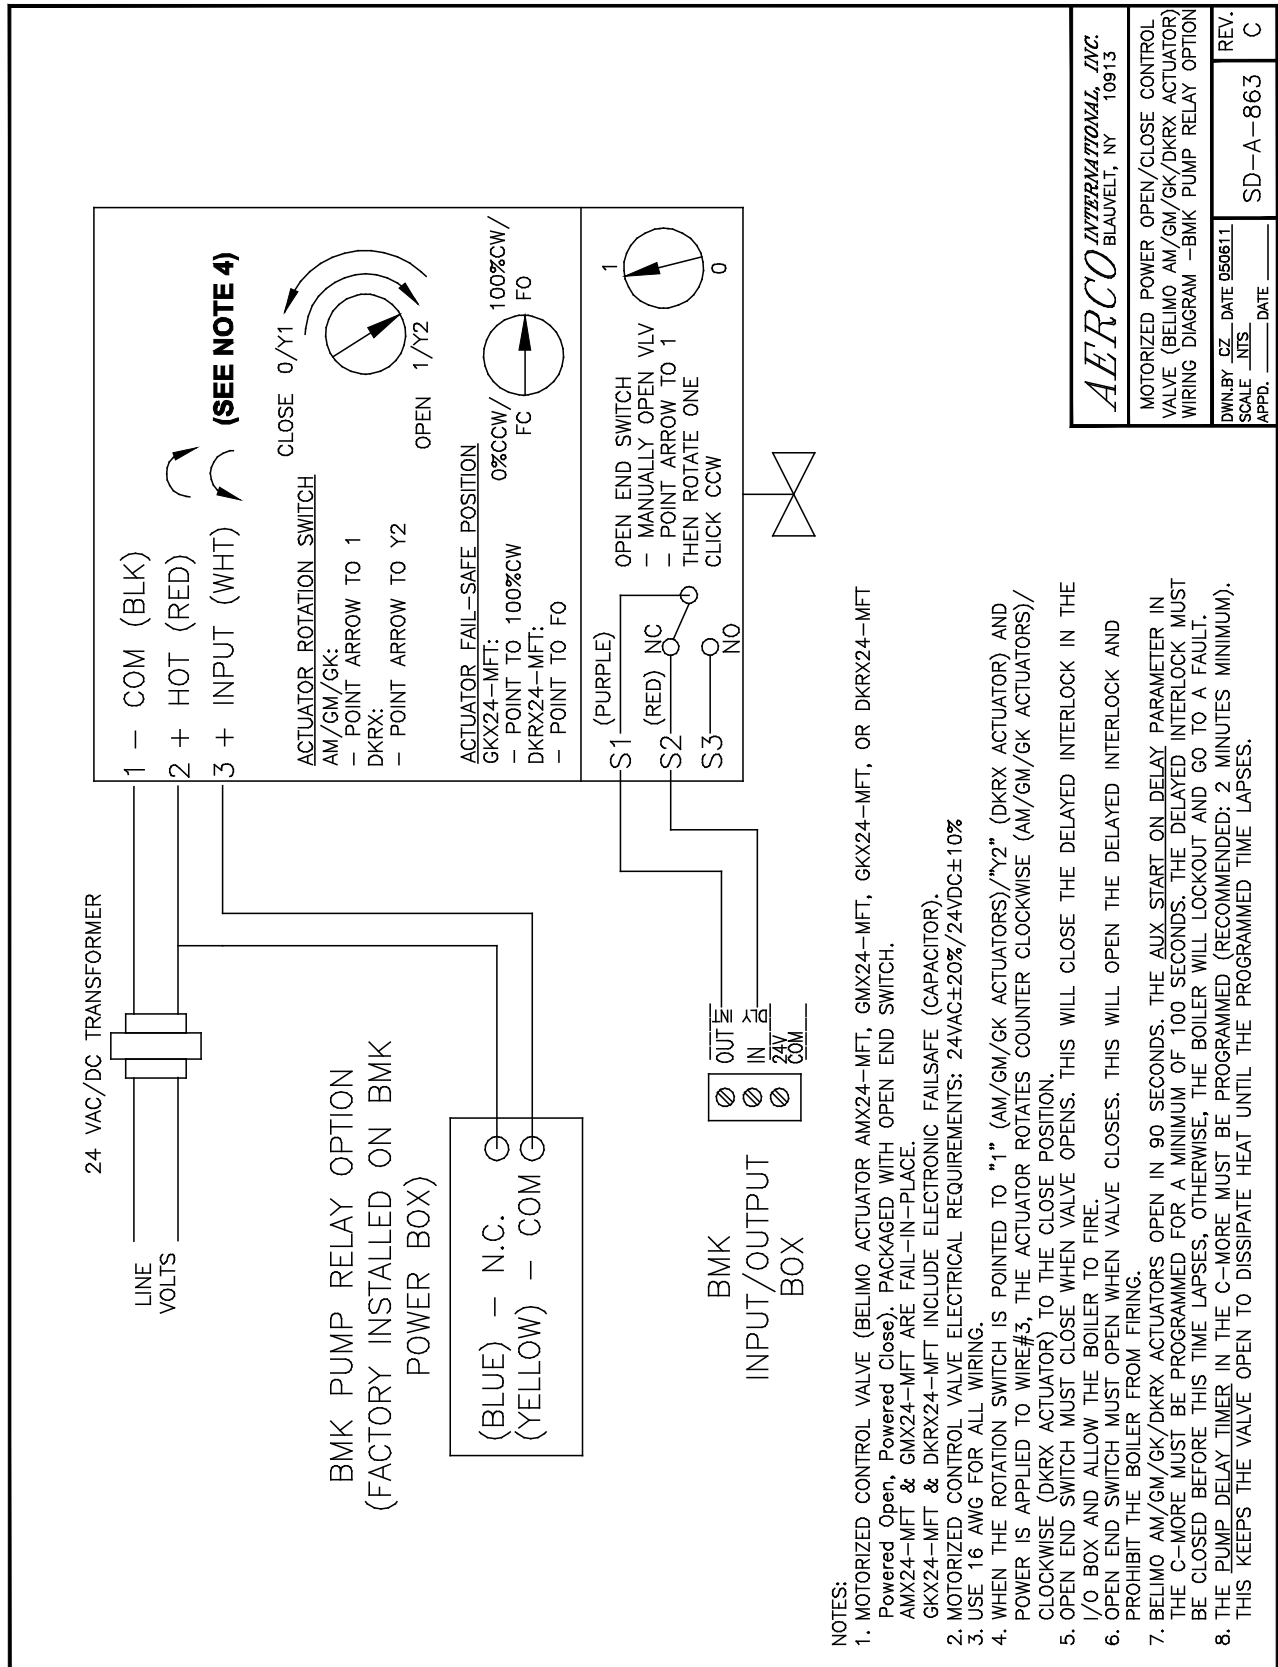 24 VAC/DC TRANSFORMER
LINE
VOLTS
BMK PUMP RELAY OPTION
(FACTORY INSTALLED ON BMK
POWER BOX)
(BLUE) – N.C.
(YELLOW) – COM
BMK
INPUT/OUTPUT
BOX
OUT
IN
24V
COM
DLY INT
1 – COM (BLK)
2 + HOT (RED)
3 + INPUT (WHT)
(SEE NOTE 4)
ACTUATOR ROTATION SWITCH
AM/GM/GK:
– POINT ARROW TO 1
DKRX:
– POINT ARROW TO Y2
CLOSE 0/Y1
OPEN 1/Y2
ACTUATOR FAIL–SAFE POSITION
GKX24–MFT:
– POINT TO 100%CW
DKRX24–MFT:
– POINT TO FO
0%CCW/
FC
100%CW/
FO
S1
(PURPLE)
S2
(RED) NC
S3
NO
OPEN END SWITCH
– MANUALLY OPEN VLV
– POINT ARROW TO 1
THEN ROTATE ONE
CLICK CCW
1
0
NOTES:
1. MOTORIZED CONTROL VALVE (BELIMO ACTUATOR AMX24–MFT, GMX24–MFT, GKX24–MFT, OR DKRX24–MFT
Powered Open, Powered Close). PACKAGED WITH OPEN END SWITCH.
AMX24–MFT & GMX24–MFT ARE FAIL–IN–PLACE.
GKX24–MFT & DKRX24–MFT INCLUDE ELECTRONIC FAILSAFE (CAPACITOR).
2. MOTORIZED CONTROL VALVE ELECTRICAL REQUIREMENTS: 24VAC±20%/24VDC±10%
3. USE 16 AWG FOR ALL WIRING.
4. WHEN THE ROTATION SWITCH IS POINTED TO "1" (AM/GM/GK ACTUATORS)/"Y2" (DKRX ACTUATOR) AND
POWER IS APPLIED TO WIRE#3, THE ACTUATOR ROTATES COUNTER CLOCKWISE (AM/GM/GK ACTUATORS)/
CLOCKWISE (DKRX ACTUATOR) TO THE CLOSE POSITION.
5. OPEN END SWITCH MUST CLOSE WHEN VALVE OPENS. THIS WILL CLOSE THE DELAYED INTERLOCK IN THE
I/O BOX AND ALLOW THE BOILER TO FIRE.
6. OPEN END SWITCH MUST OPEN WHEN VALVE CLOSES. THIS WILL OPEN THE DELAYED INTERLOCK AND
PROHIBIT THE BOILER FROM FIRING.
7. BELIMO AM/GM/GK/DKRX ACTUATORS OPEN IN 90 SECONDS. THE AUX START ON DELAY PARAMETER IN
THE C–MORE MUST BE PROGRAMMED FOR A MINIMUM OF 100 SECONDS. THE DELAYED INTERLOCK MUST
BE CLOSED BEFORE THIS TIME LAPSES, OTHERWISE, THE BOILER WILL LOCKOUT AND GO TO A FAULT.
8. THE PUMP DELAY TIMER IN THE C–MORE MUST BE PROGRAMMED (RECOMMENDED: 2 MINUTES MINIMUM).
THIS KEEPS THE VALVE OPEN TO DISSIPATE HEAT UNTIL THE PROGRAMMED TIME LAPSES.
AERCO INTERNATIONAL, INC.
BLAUVELT, NY 10913
MOTORIZED POWER OPEN/CLOSE CONTROL
VALVE (BELIMO AM/GM/GK/DKRX ACTUATOR)
WIRING DIAGRAM –BMK PUMP RELAY OPTION
DWN.BY CZ DATE 050611
SCALE NTS
APPD. DATE
SD–A–863
REV.
C